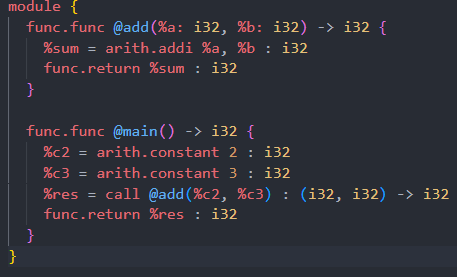 module {
  func.func @add(%a: i32, %b: i32) -> i32 {
    %sum = arith.addi %a, %b : i32
    func.return %sum : i32
  }

  func.func @main() -> i32 {
    %c2 = arith.constant 2 : i32
    %c3 = arith.constant 3 : i32
    %res = call @add(%c2, %c3) : (i32, i32) -> i32
    func.return %res : i32
  }
}